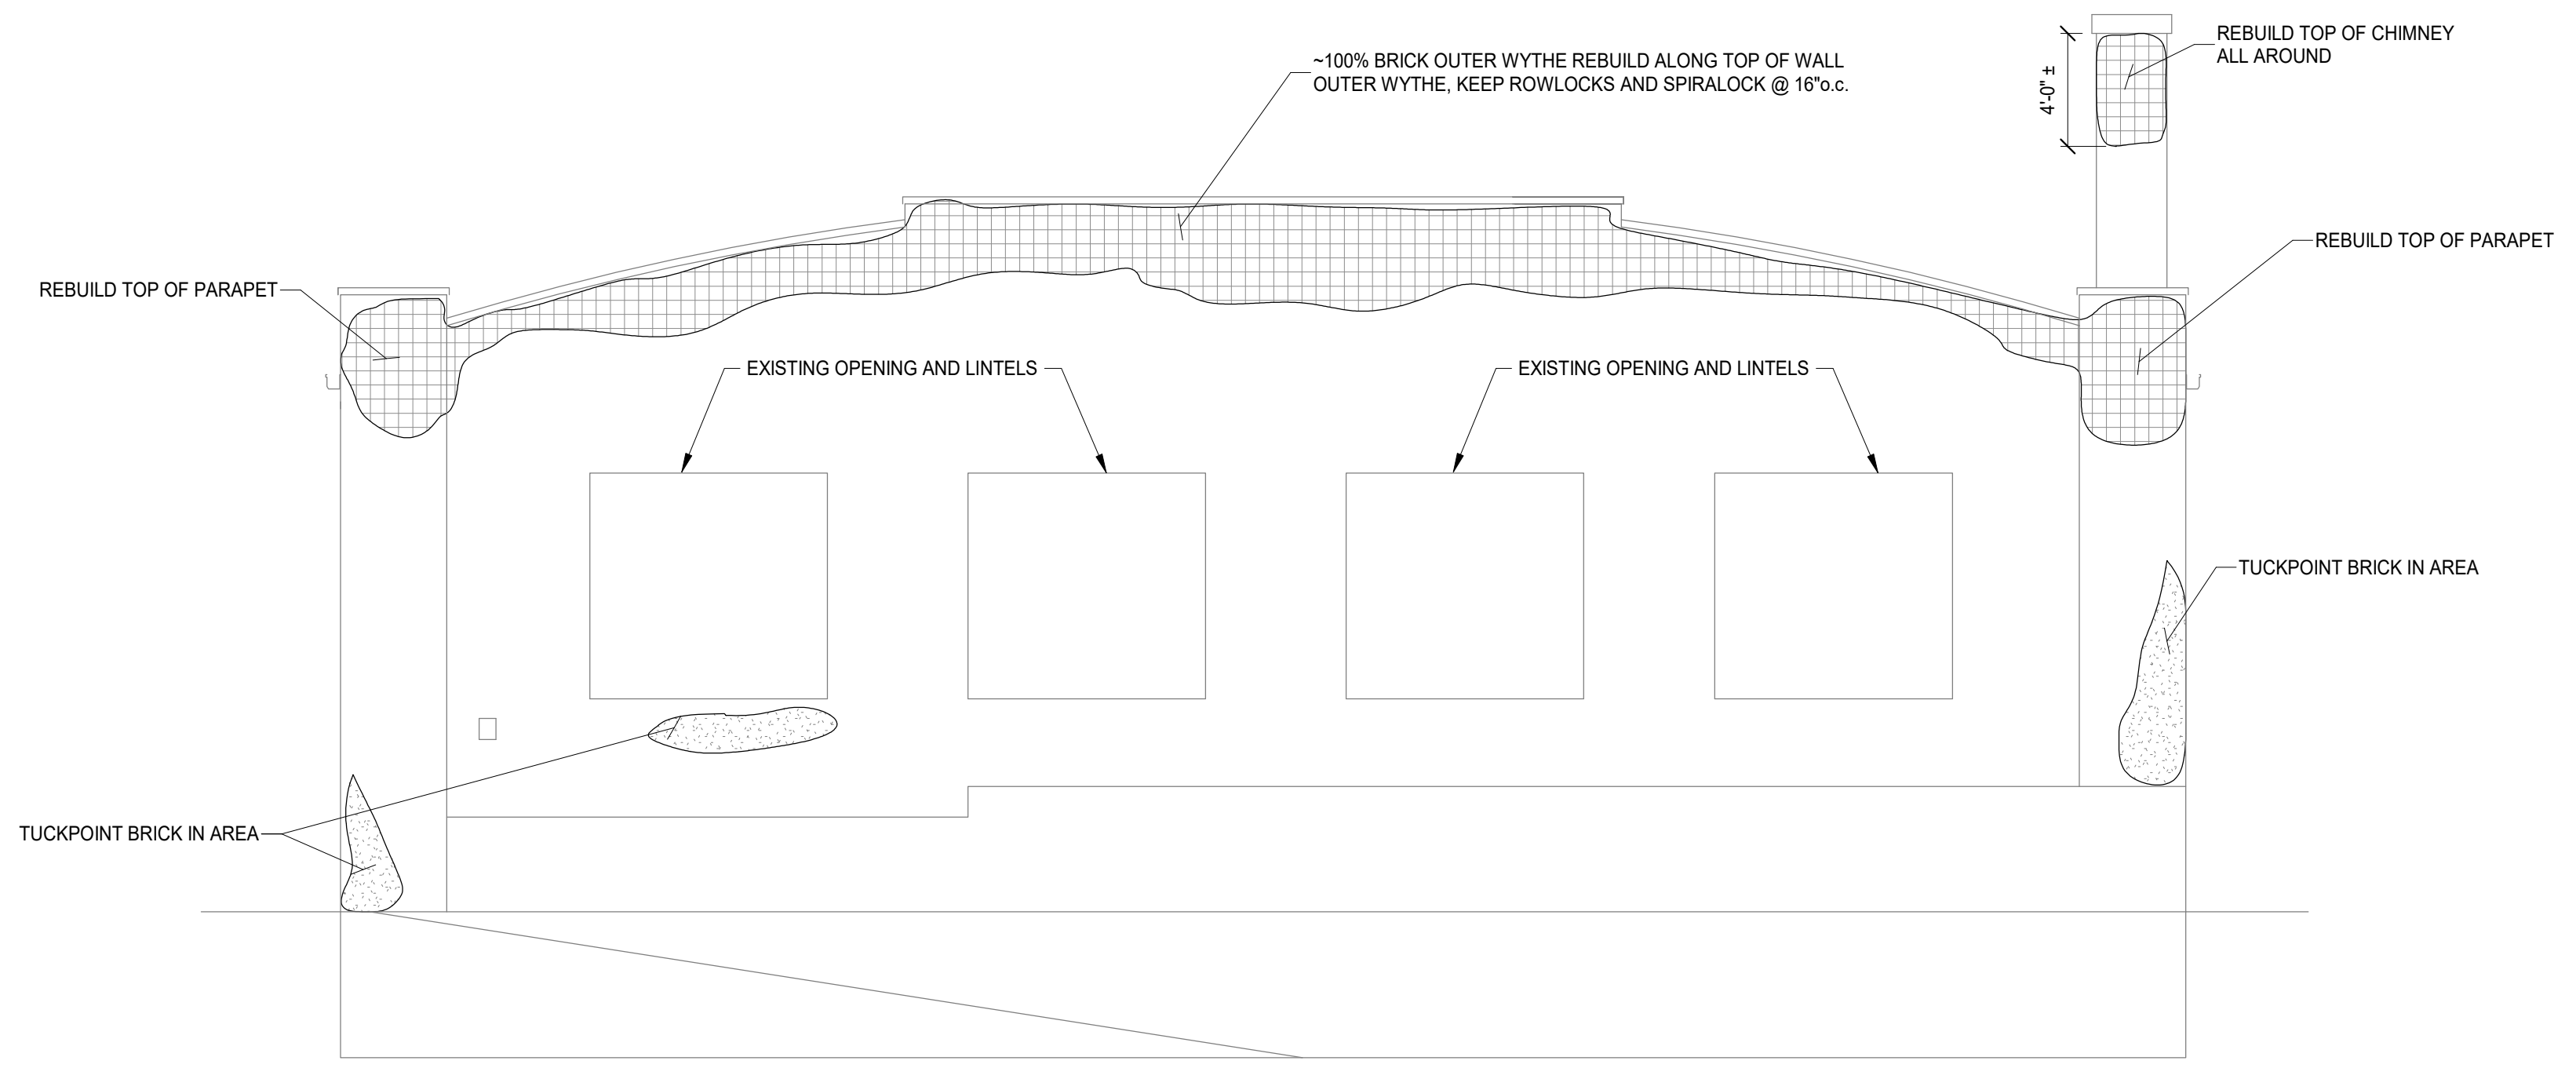 REBUILD TOP OF CHIMNEY
ALL AROUND
~100% BRICK OUTER WYTHE REBUILD ALONG TOP OF WALL
OUTER WYTHE, KEEP ROWLOCKS AND SPIRALOCK @ 16"o.c.
4'-0" ±
REBUILD TOP OF PARAPET
REBUILD TOP OF PARAPET
EXISTING OPENING AND LINTELS
EXISTING OPENING AND LINTELS
TUCKPOINT BRICK IN AREA
TUCKPOINT BRICK IN AREA